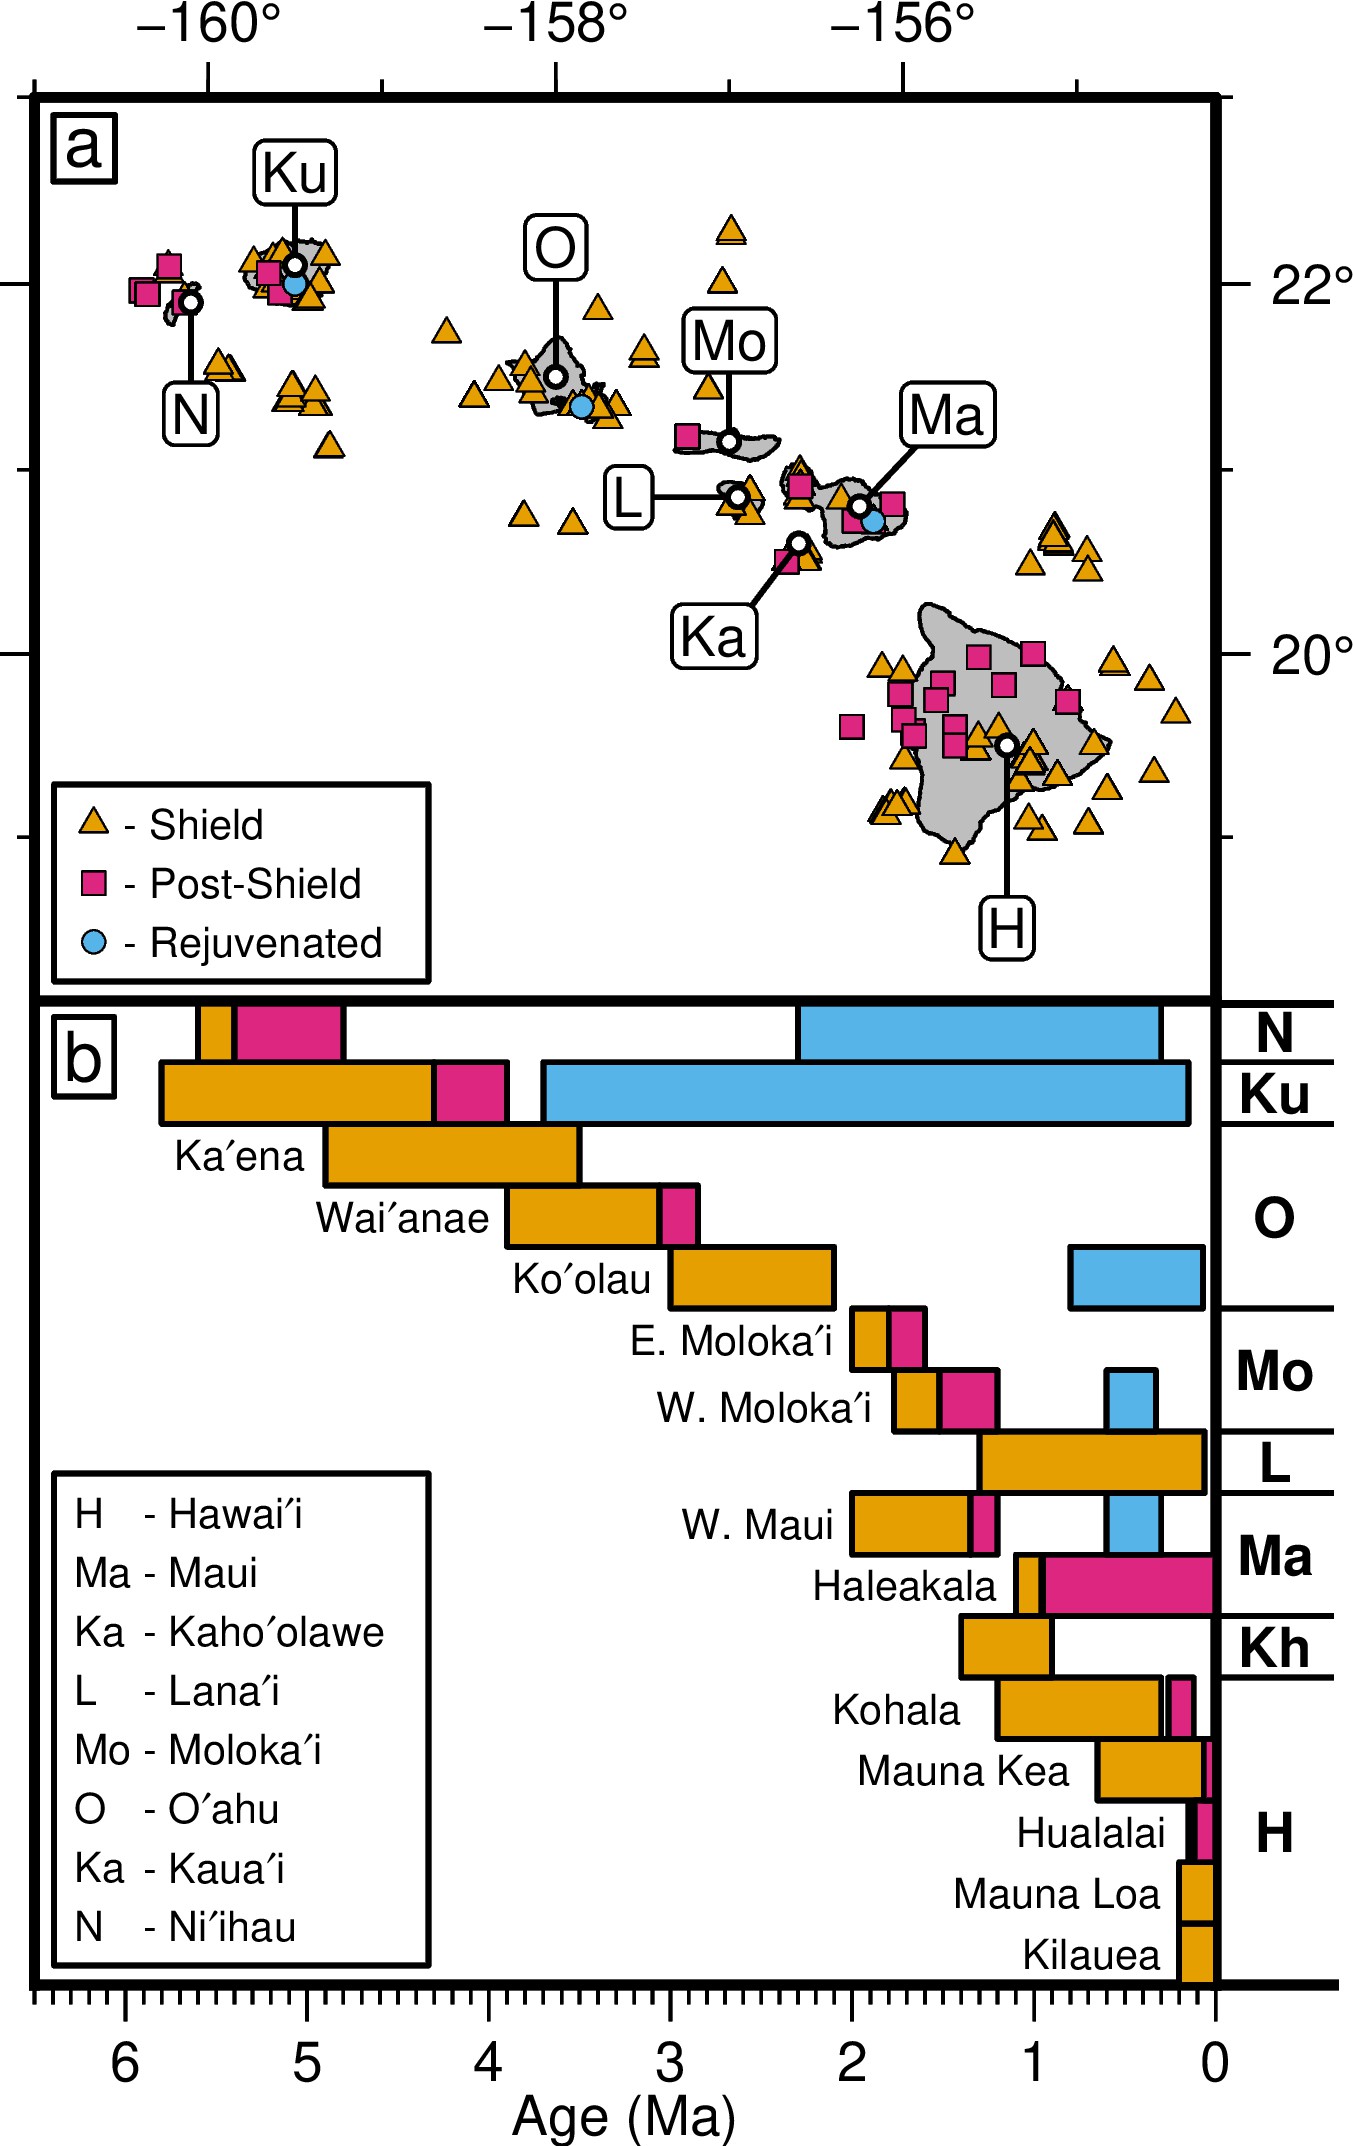 −160° −158° −156°
a
Ku
O
22°
Mo
N
Ma
L
Ka
20°
H
- Shield
- Post-Shield
- Rejuvenated
b
N
Ku
Ka′ena
Wai′anae
O
Ko′olau
E. Moloka′i
Mo
W. Moloka′i
L
W. Maui
Ma
Haleakala
Kh
Kohala
Mauna Kea
Hualalai
H
Mauna Loa
Kilauea
H - Hawai′i
Ma - Maui
Ka - Kaho′olawe
L - Lana′i
Mo - Moloka′i
O - O′ahu
Ka - Kaua′i
N - Ni′ihau
6 5 4 3 2 1 0
Age (Ma)